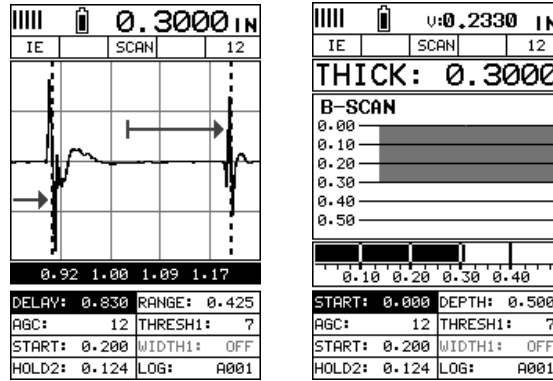 0.3000 IN
IE SCAN 12
0.92 1.00 1.09 1.17
DELAY: 0.830 RANGE: 0.425
AGC: 12 THRESH1: 7
START: 0.200 WIDTH1: OFF
HOLD2: 0.124 LOG: A001
V:0.2330 IN
IE SCAN 12
THICK: 0.3000
B-SCAN
0.00
0.10
0.20
0.30
0.40
0.50
0.10 0.20 0.30 0.40
START: 0.000 DEPTH: 0.500
AGC: 12 THRESH1: 7
START: 0.200 WIDTH1: OFF
HOLD2: 0.124 LOG: A001